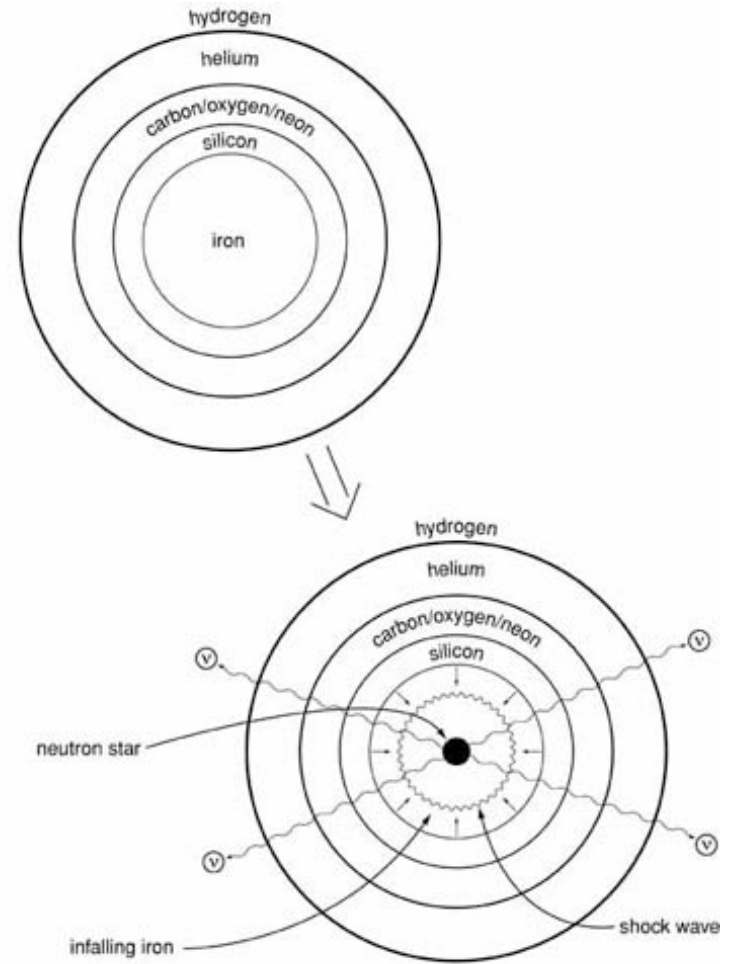 hydrogen
helium
carbon/oxygen/neon
silicon
iron
hydrogen
helium
carbon/oxygen/neon
silicon
ν
ν
neutron star
ν
ν
shock wave
infalling iron